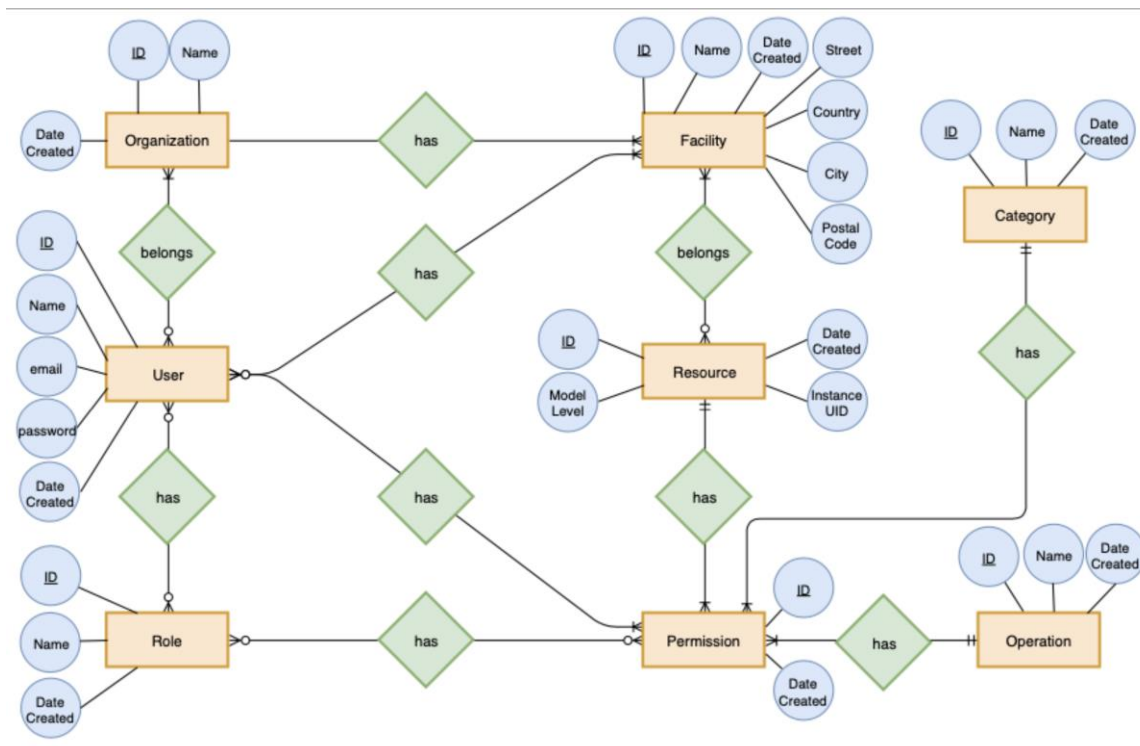 ID
Name
Date
Created
Organization
has
ID
Name
Date
Created
Street
Country
City
Postal
Code
Facility
ID
Name
Date
Created
Category
belongs
has
belongs
has
ID
Name
email
password
Date
Created
User
ID
Model
Level
Date
Created
Instance
UID
Resource
has
has
has
ID
Name
Date
Created
Role
has
ID
Date
Created
Permission
has
ID
Name
Date
Created
Operation